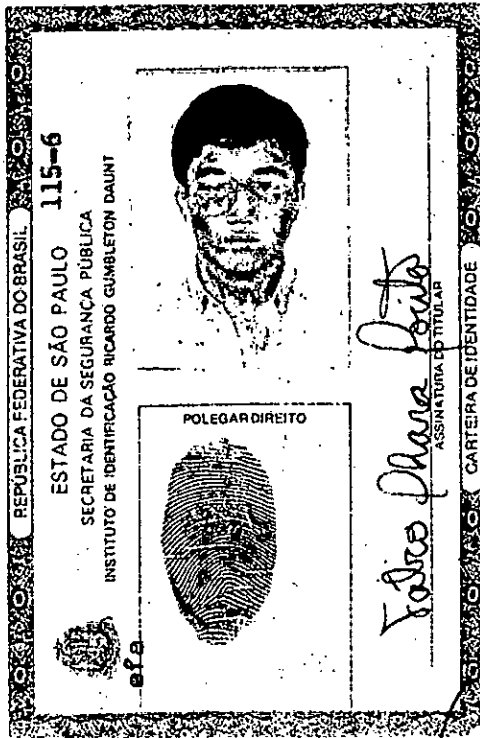 REPÚBLICA FEDERATIVA DO BRASIL
ESTADO DE SÃO PAULO 115-6
SECRETARIA DA SEGURANÇA PÚBLICA
INSTITUTO DE IDENTIFICAÇÃO RICARDO GUMBLETON DAUNT
POLEGAR DIREITO
ASSINATURA DO TITULAR
CARTEIRA DE IDENTIDADE